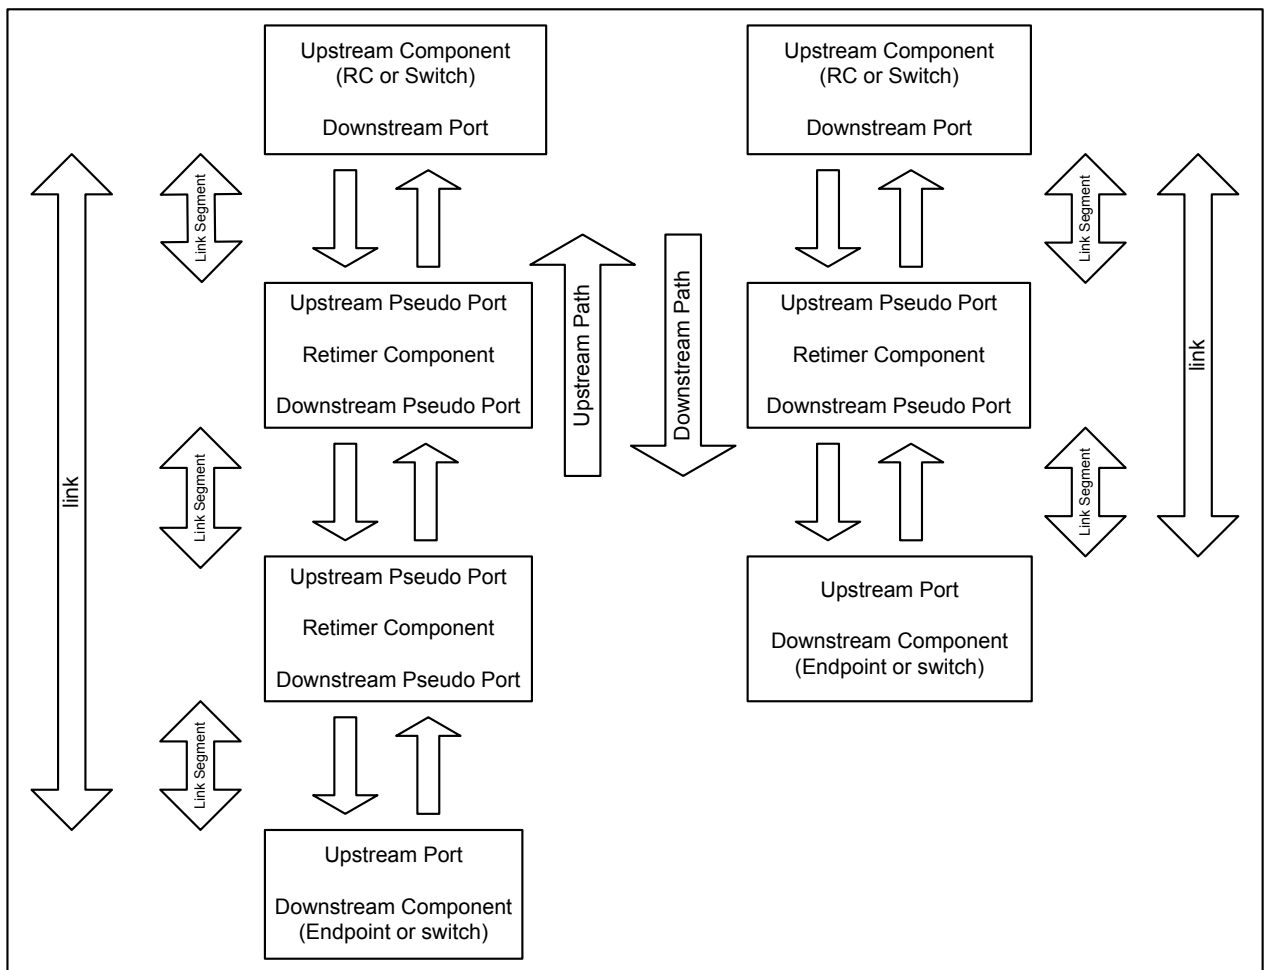 Upstream Component
(RC or Switch)
Downstream Port
Upstream Component
(RC or Switch)
Downstream Port
Link Segment
Link Segment
Upstream Pseudo Port
Retimer Component
Downstream Pseudo Port
Upstream Path
Downstream Path
Upstream Pseudo Port
Retimer Component
Downstream Pseudo Port
link
link
Link Segment
Link Segment
Upstream Pseudo Port
Retimer Component
Downstream Pseudo Port
Upstream Port
Downstream Component
(Endpoint or switch)
Link Segment
Upstream Port
Downstream Component
(Endpoint or switch)